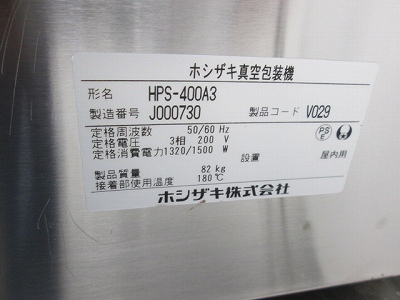 ホシザキ真空包装機
形名 HPS-400A3
製造番号 J000730 製品コード V029
定格周波数 50/60 Hz
定格電圧 3相 200 V
定格消費電力 1320/1500 W 設置 屋内用
製品質量 82 kg
接着部使用温度 180℃
ホシザキ株式会社
PS
E